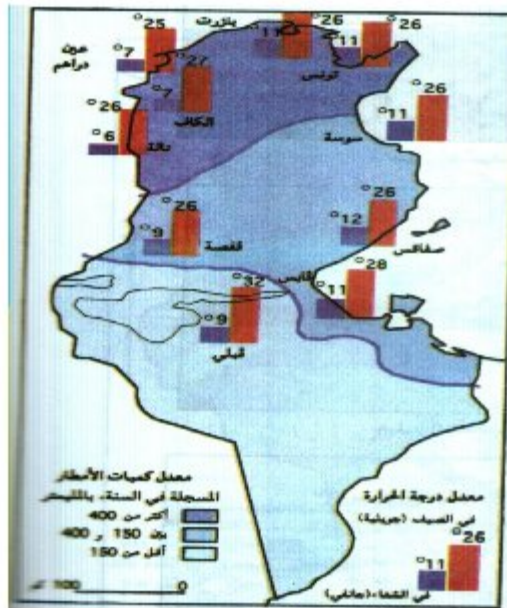 °25
°7
عين
دراهم
بنزرت
°26
°11
°26
°11
تونس
°27
°7
الكاف
°26
°6
تالة
°26
°11
سوسة
°26
°9
قفصة
°26
°12
صفاقس
قابس
°28
°11
°32
°9
قبلي
معدل كميات الأمطار
المسجلة في السنة، بالمليمتر
أكثر من 400
بين 150 و 400
أقل من 150
100 كم
0
معدل درجة الحرارة
في الصيف (جويلية)
°26
°11
في الشتاء (جانفي)